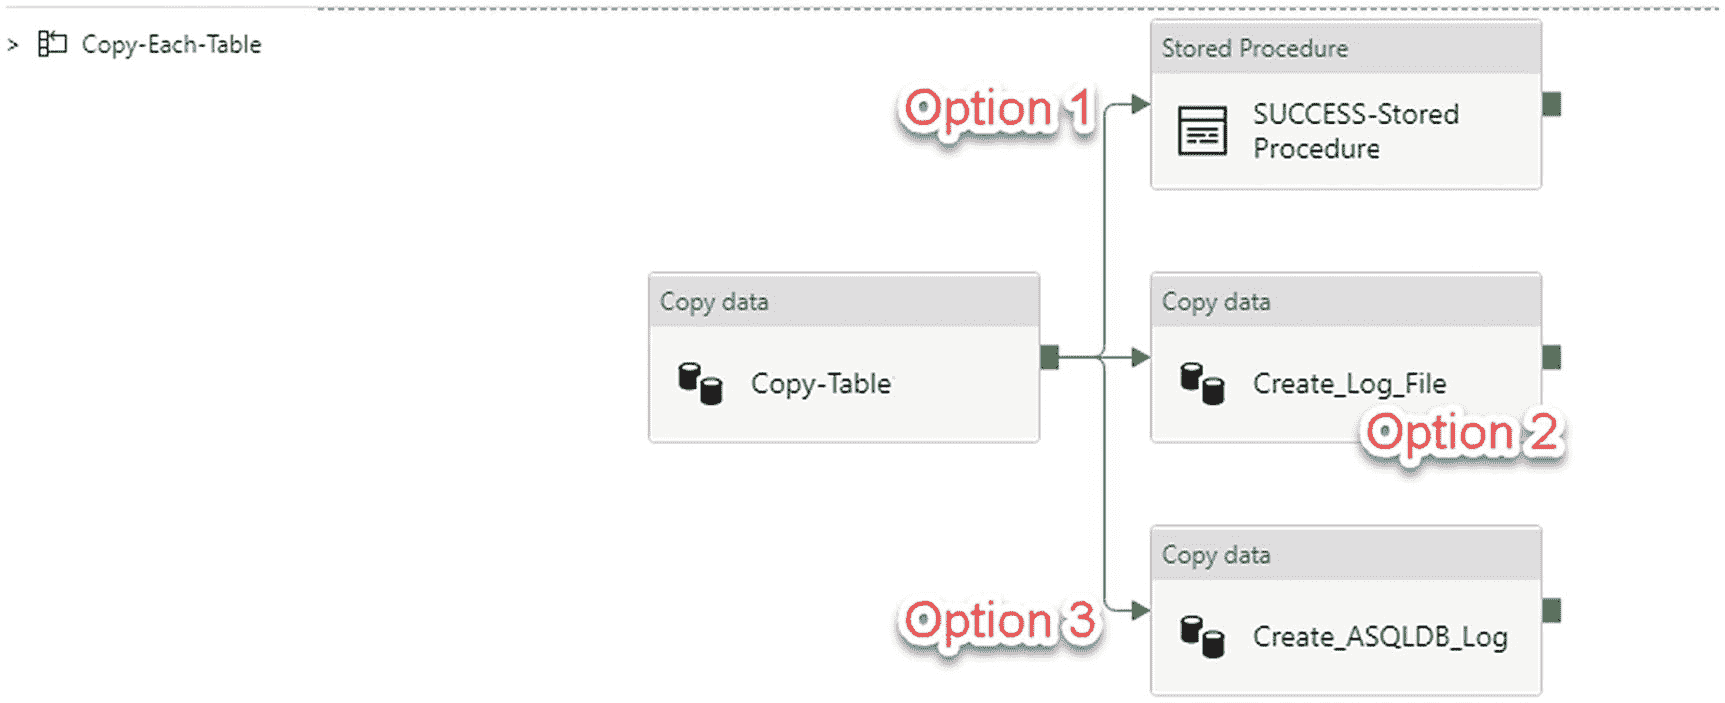 > Copy-Each-Table
Stored Procedure
Option 1
SUCCESS-Stored
Procedure
Copy data
Copy-Table
Copy data
Create_Log_File
Option 2
Copy data
Option 3
Create_ASQLDB_Log